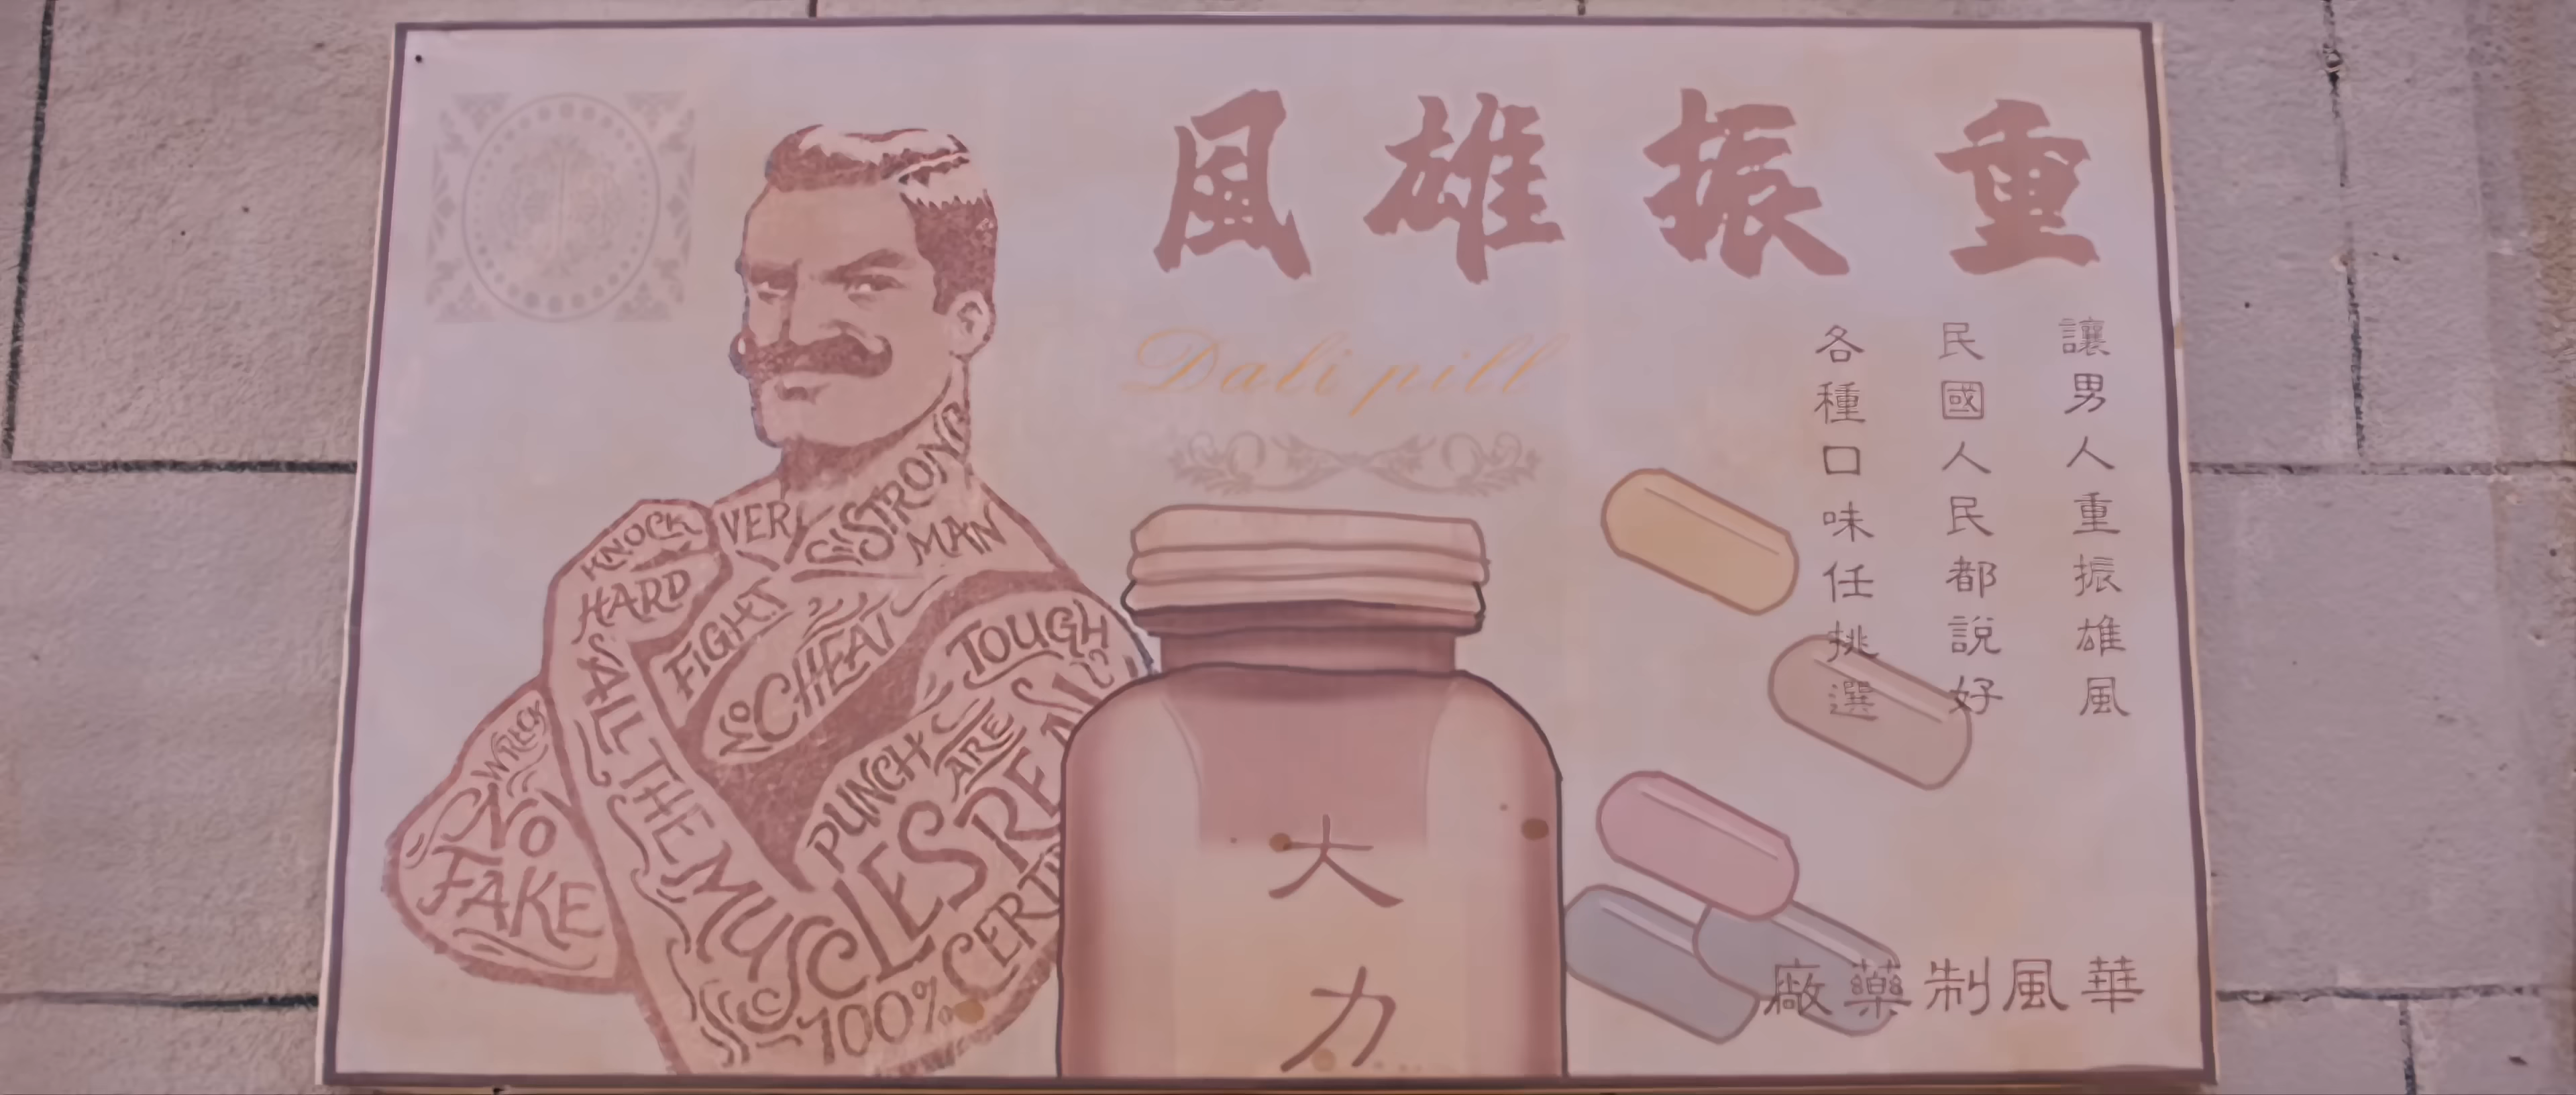 重振雄風
Dali pill
讓男人重振雄風
民國人民都說好
各種口味任挑選
KNOCK
HARD
VERY
STRONG
MAN
FIGHT
NO CHEAT
TOUGH
ALL THE MUSCLES
ARE
PUNCH
WRECK
NO
FAKE
100%
大力
華風制藥廠